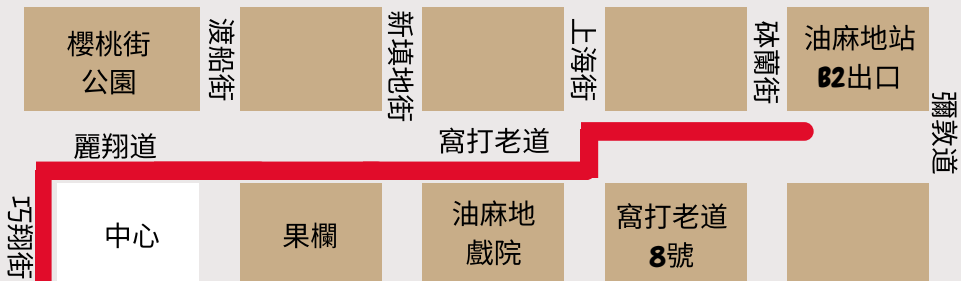 櫻桃街
公園
渡船街
新填地街
上海街
砵蘭街
油麻地站
B2出口
彌敦道
麗翔道
窩打老道
巧翔街
中心
果欄
油麻地
戲院
窩打老道
8號